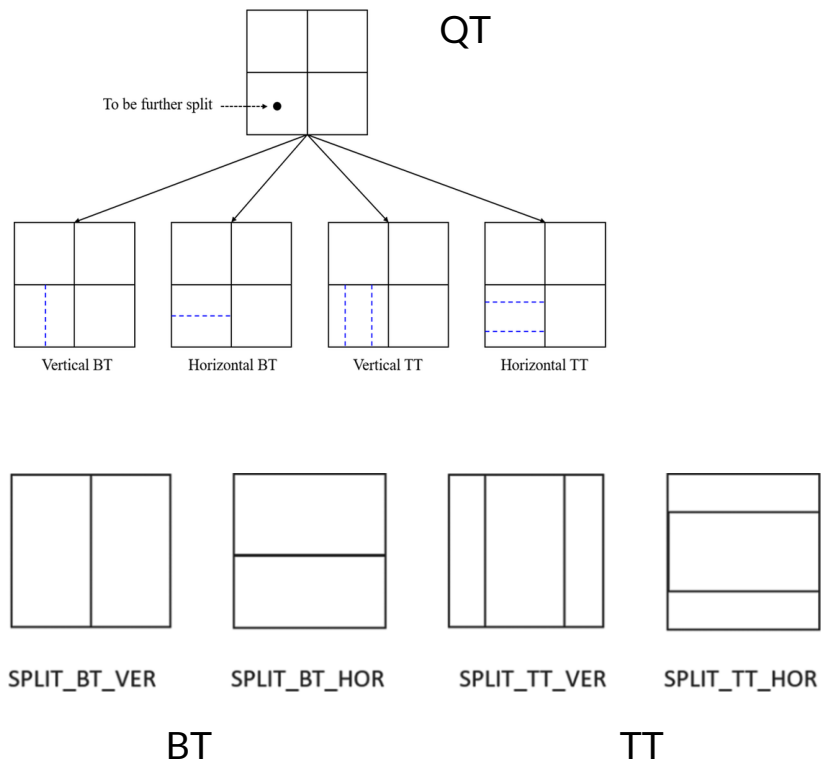 QT
To be further split
Vertical BT
Horizontal BT
Vertical TT
Horizontal TT
SPLIT_BT_VER
SPLIT_BT_HOR
SPLIT_TT_VER
SPLIT_TT_HOR
BT
TT